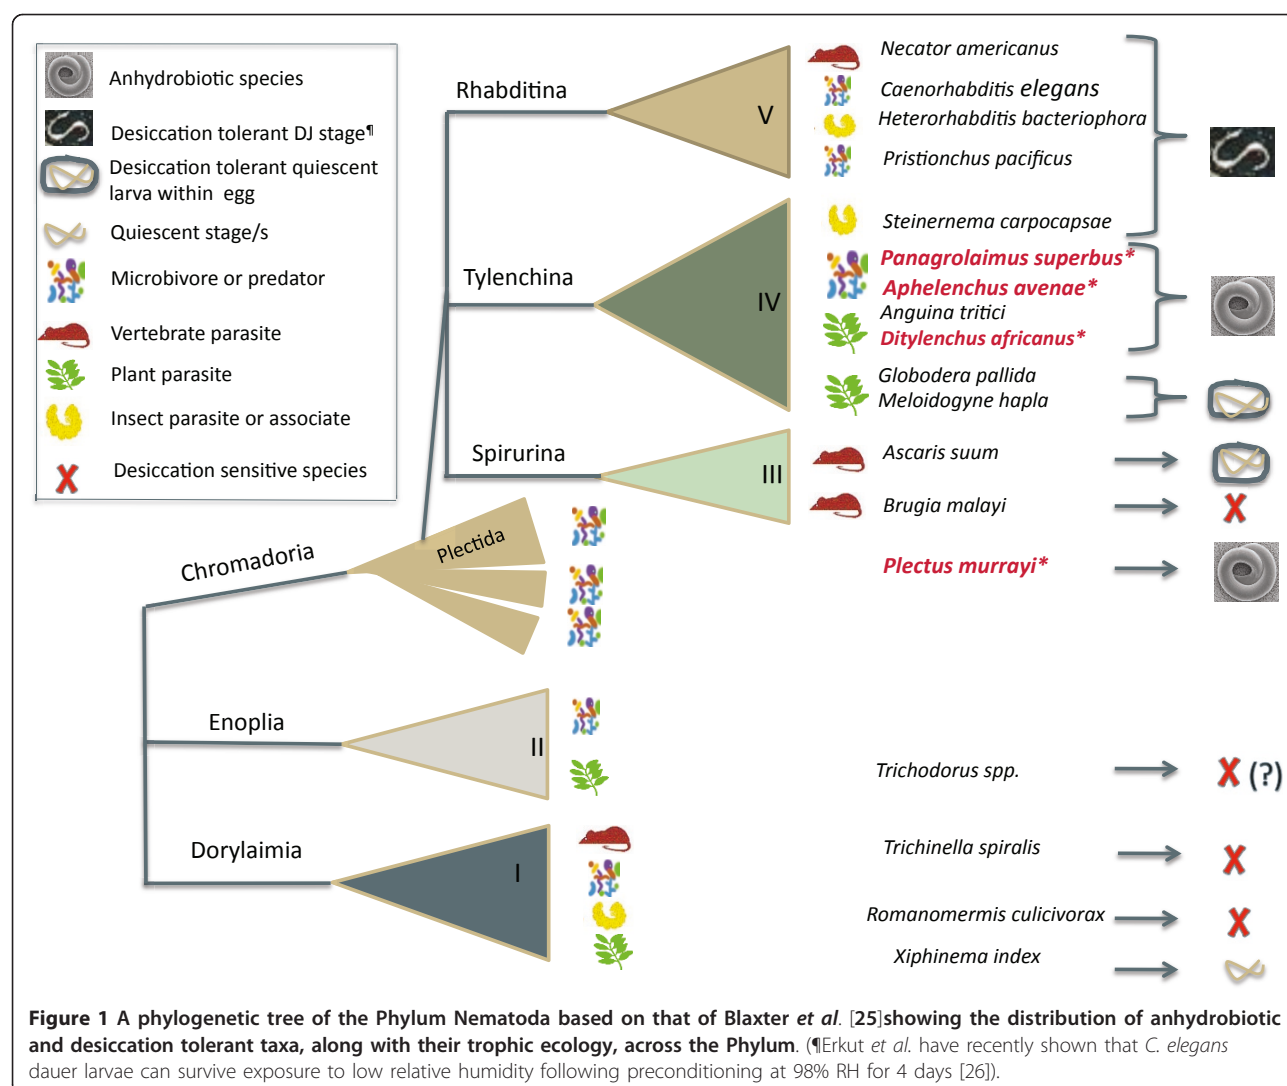 Anhydrobiotic species
Desiccation tolerant DJ stage¶
Desiccation tolerant quiescent
larva within egg
Quiescent stage/s
Microbivore or predator
Vertebrate parasite
Plant parasite
Insect parasite or associate
X Desiccation sensitive species
Rhabditina
V
Necator americanus
Caenorhabditis elegans
Heterorhabditis bacteriophora
Pristionchus pacificus
Steinernema carpocapsae
Tylenchina
IV
Panagrolaimus superbus*
Aphelenchus avenae*
Anguina tritici
Ditylenchus africanus*
Globodera pallida
Meloidogyne hapla
Spirurina
III
Ascaris suum
Brugia malayi
X
Chromadoria
Plectida
Plectus murrayi*
Enoplia
II
Trichodorus spp.
X (?)
Dorylaimia
I
Trichinella spiralis
X
Romanomermis culicivorax
X
Xiphinema index
Figure 1 A phylogenetic tree of the Phylum Nematoda based on that of Blaxter et al. [25]showing the distribution of anhydrobiotic
and desiccation tolerant taxa, along with their trophic ecology, across the Phylum. (¶Erkut et al. have recently shown that C. elegans
dauer larvae can survive exposure to low relative humidity following preconditioning at 98% RH for 4 days [26]).